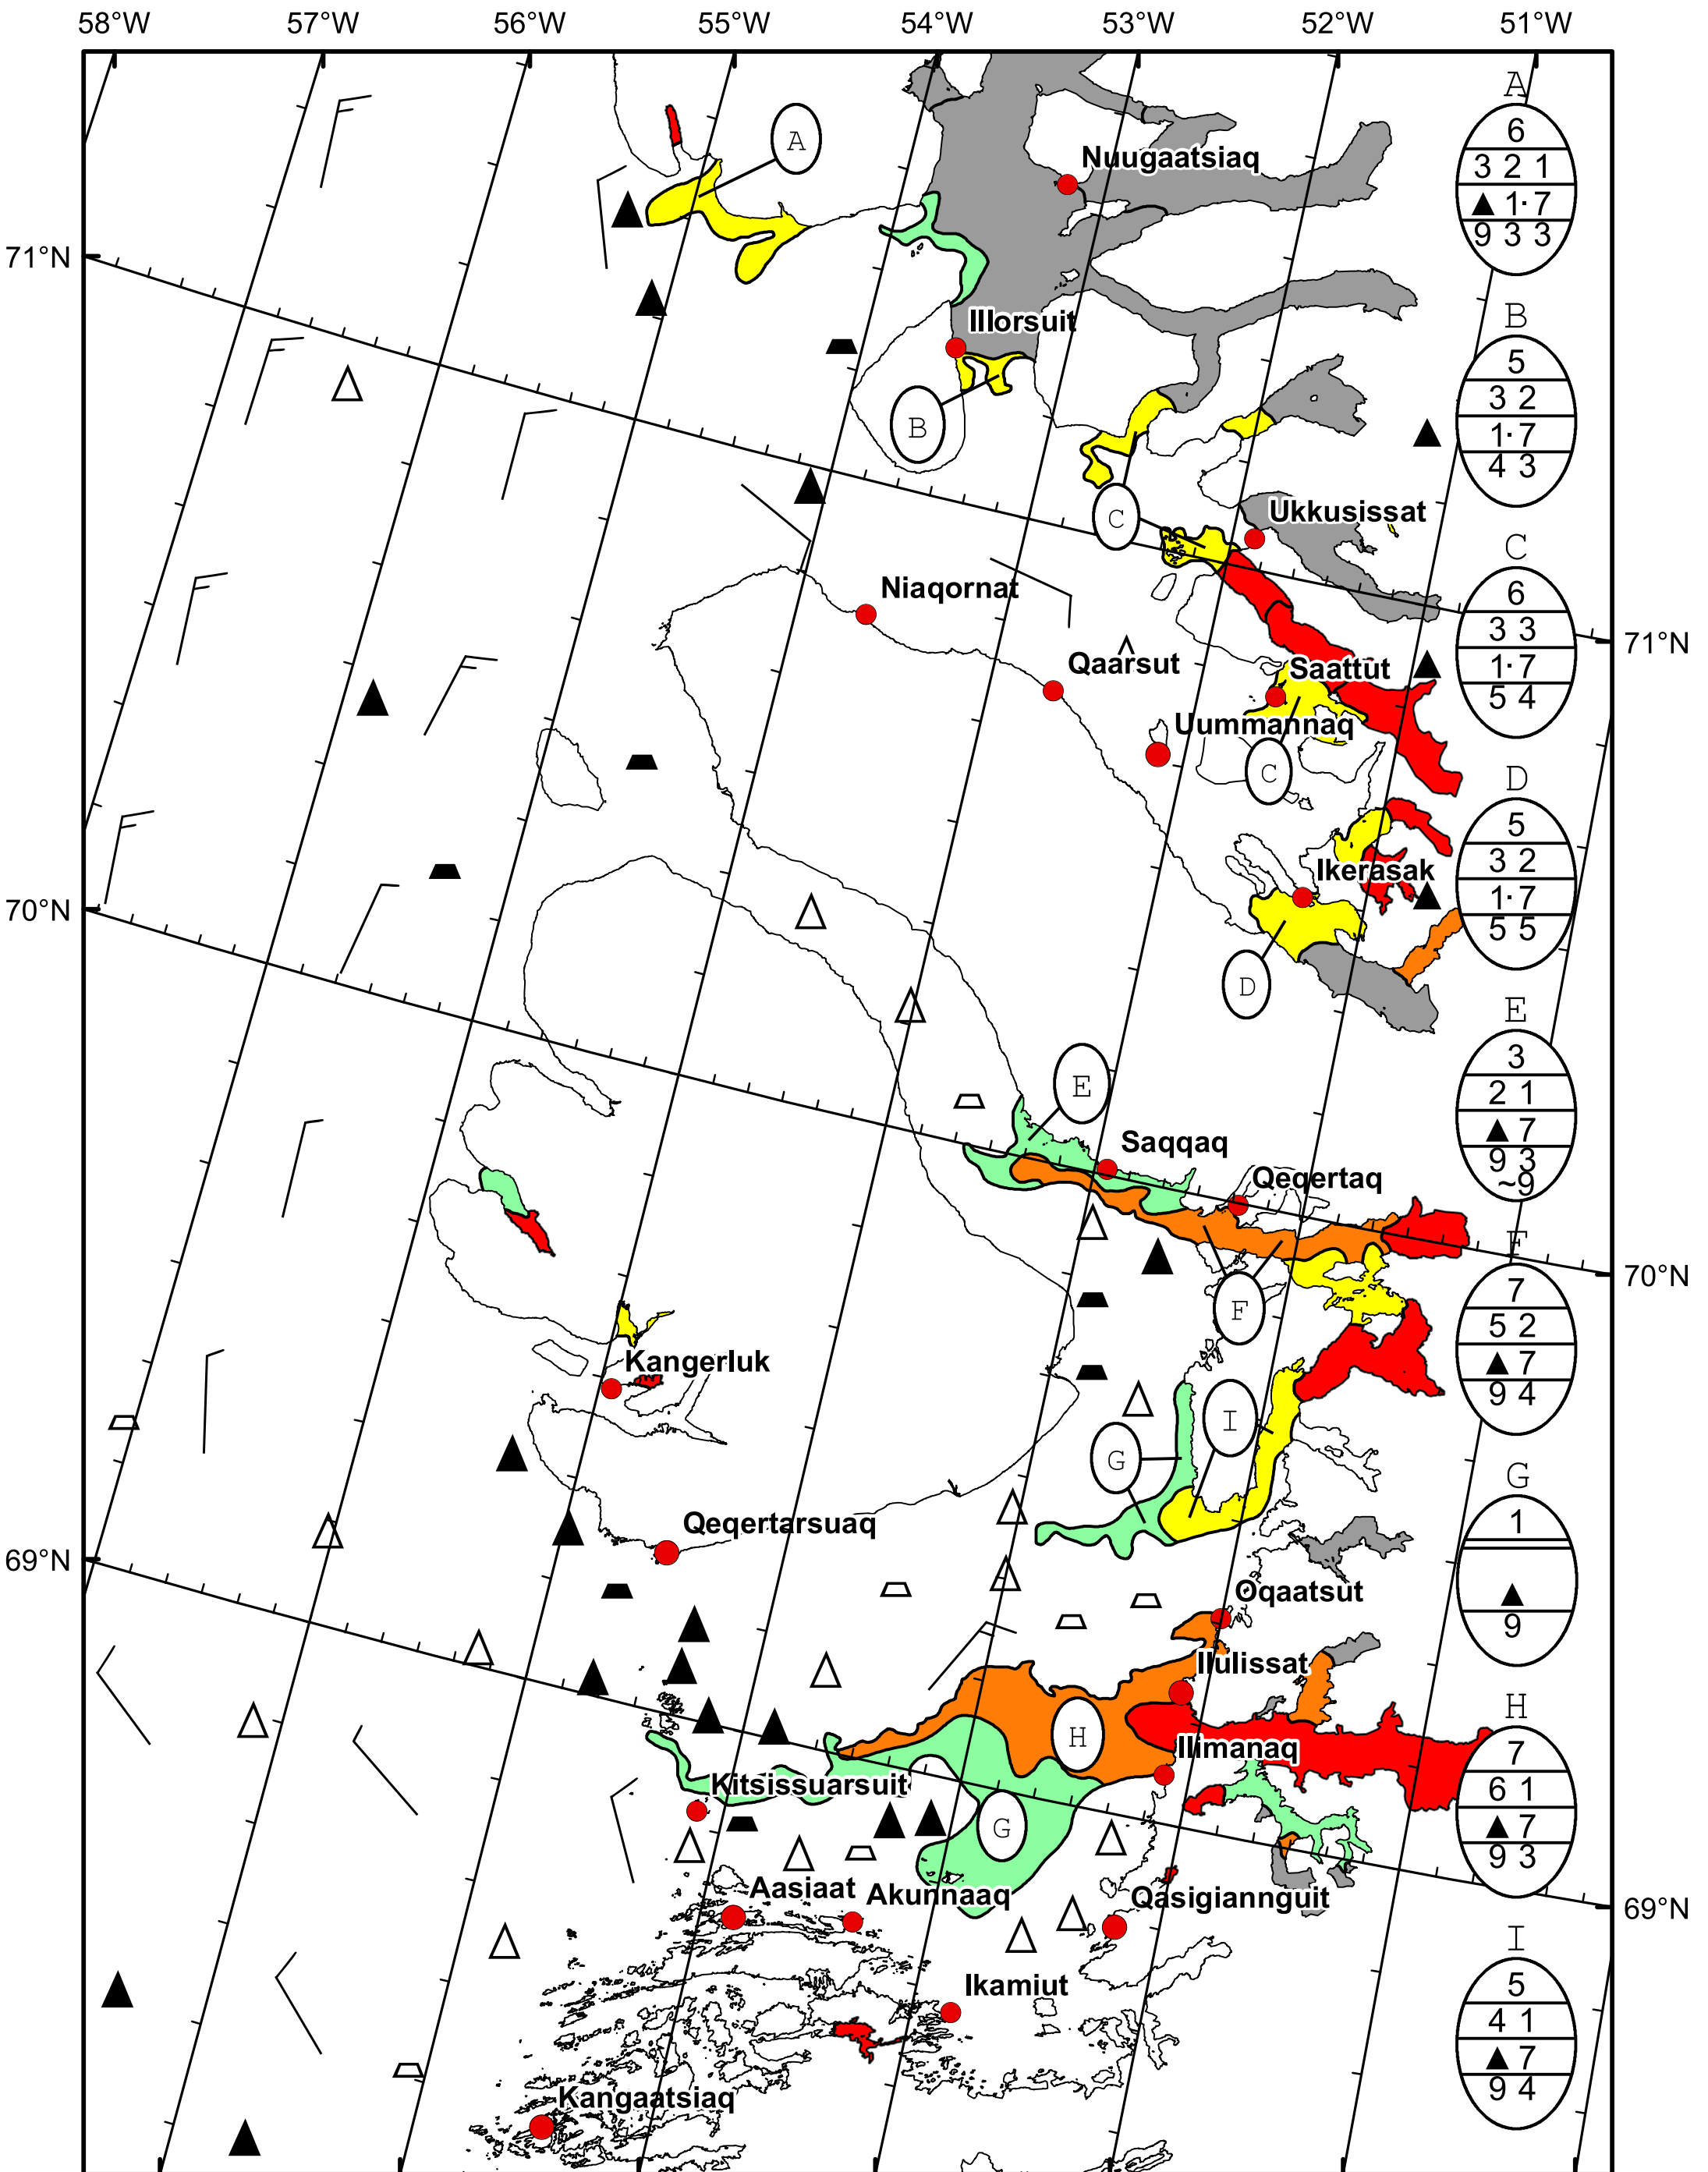 58°W 57°W 56°W 55°W 54°W 53°W 52°W 51°W
A
6
3 2 1
▲ 1· 7
9 3 3
A
Nuugaatsiaq
71°N
Illorsuit
B
5
3 2
1· 7
4 3
B
C
Ukkusissat
C
6
3 3
1· 7
5 4
Niaqornat
Qaarsut
Saattut
71°N
Uummannaq
C
D
5
3 2
1· 7
5 5
Ikerasak
70°N
D
E
3
2 1
▲ 7
9 3
~9
E
Saqqaq
Qeqertaq
F
7
5 2
▲ 7
9 4
70°N
F
Kangerluk
I
G
G
1
▲
9
Qeqertarsuaq
69°N
Oqaatsut
Ilulissat
H
7
6 1
▲ 7
9 3
H
Ilimanaq
Kitsissuarsuit
G
Aasiaat
Akunnaaq
Qasigiannguit
69°N
I
5
4 1
▲ 7
9 4
Ikamiut
Kangaatsiaq